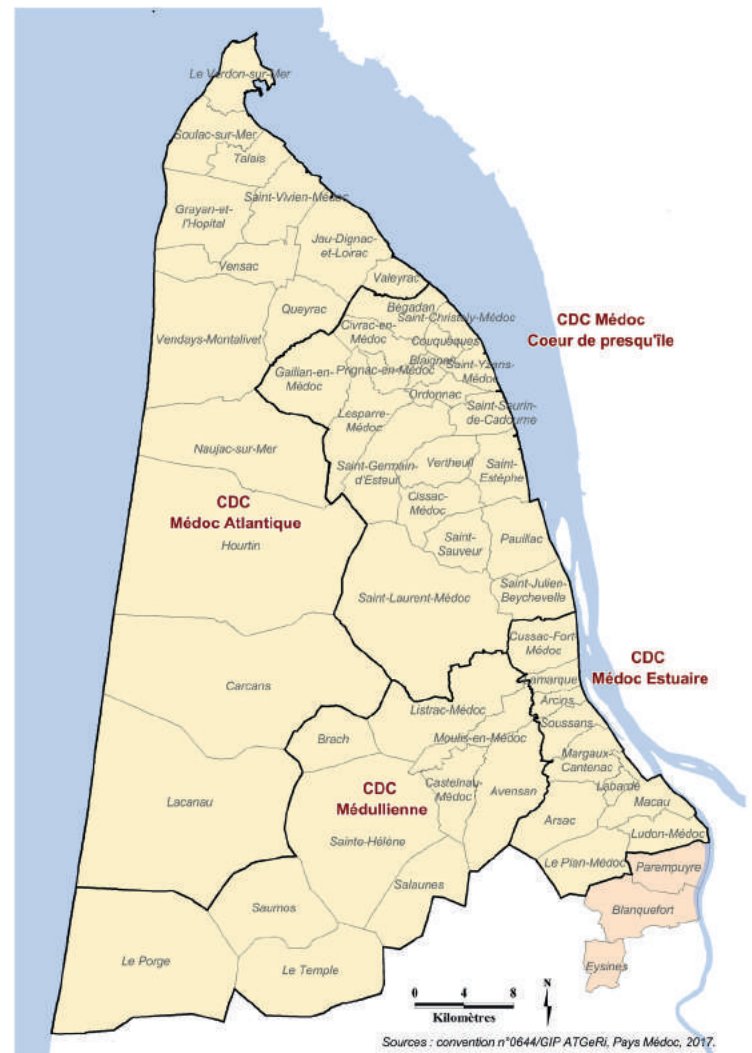 Le Verdon-sur-Mer
Soulac-sur-Mer
Talais
Saint-Vivien-Médoc
Grayan-et-
l'Hopital
Jau-Dignac-
et-Loirac
Vensac
Valeyrac
Queyrac
Bégadan
Saint-Christoly-Médoc
Civrac-en-
Médoc
Couquèques
Vendays-Montalivet
Blaignan
Saint-Yzans-
Médoc
Prignac-en-Médoc
Gaillan-en-
Médoc
Ordonnac
Saint-Seurin-
de-Cadourne
Lesparre-
Médoc
CDC Médoc
Coeur de presqu'île
Naujac-sur-Mer
Saint-Germain-
d'Esteuil
Vertheuil
Saint-
Estèphe
Cissac-
Médoc
CDC
Médoc Atlantique
Hourtin
Saint-
Sauveur
Pauillac
Saint-Laurent-Médoc
Saint-Julien-
Beychevelle
Cussac-Fort-
Médoc
CDC
Médoc Estuaire
Lamarque
Carcans
Arcins
Listrac-Médoc
Soussans
Brach
Moulis-en-Médoc
Margaux-
Cantenac
CDC
Médullienne
Castelnau-
Médoc
Avensan
Labarde
Macau
Lacanau
Arsac
Ludon-Médoc
Sainte-Hélène
Le Pian-Médoc
Parempuyre
Salaunes
Saumos
Blanquefort
Le Porge
Le Temple
Eysines
0 4 8
Kilomètres
N
Sources : convention n°0644/GIP ATGeRi, Pays Médoc, 2017.